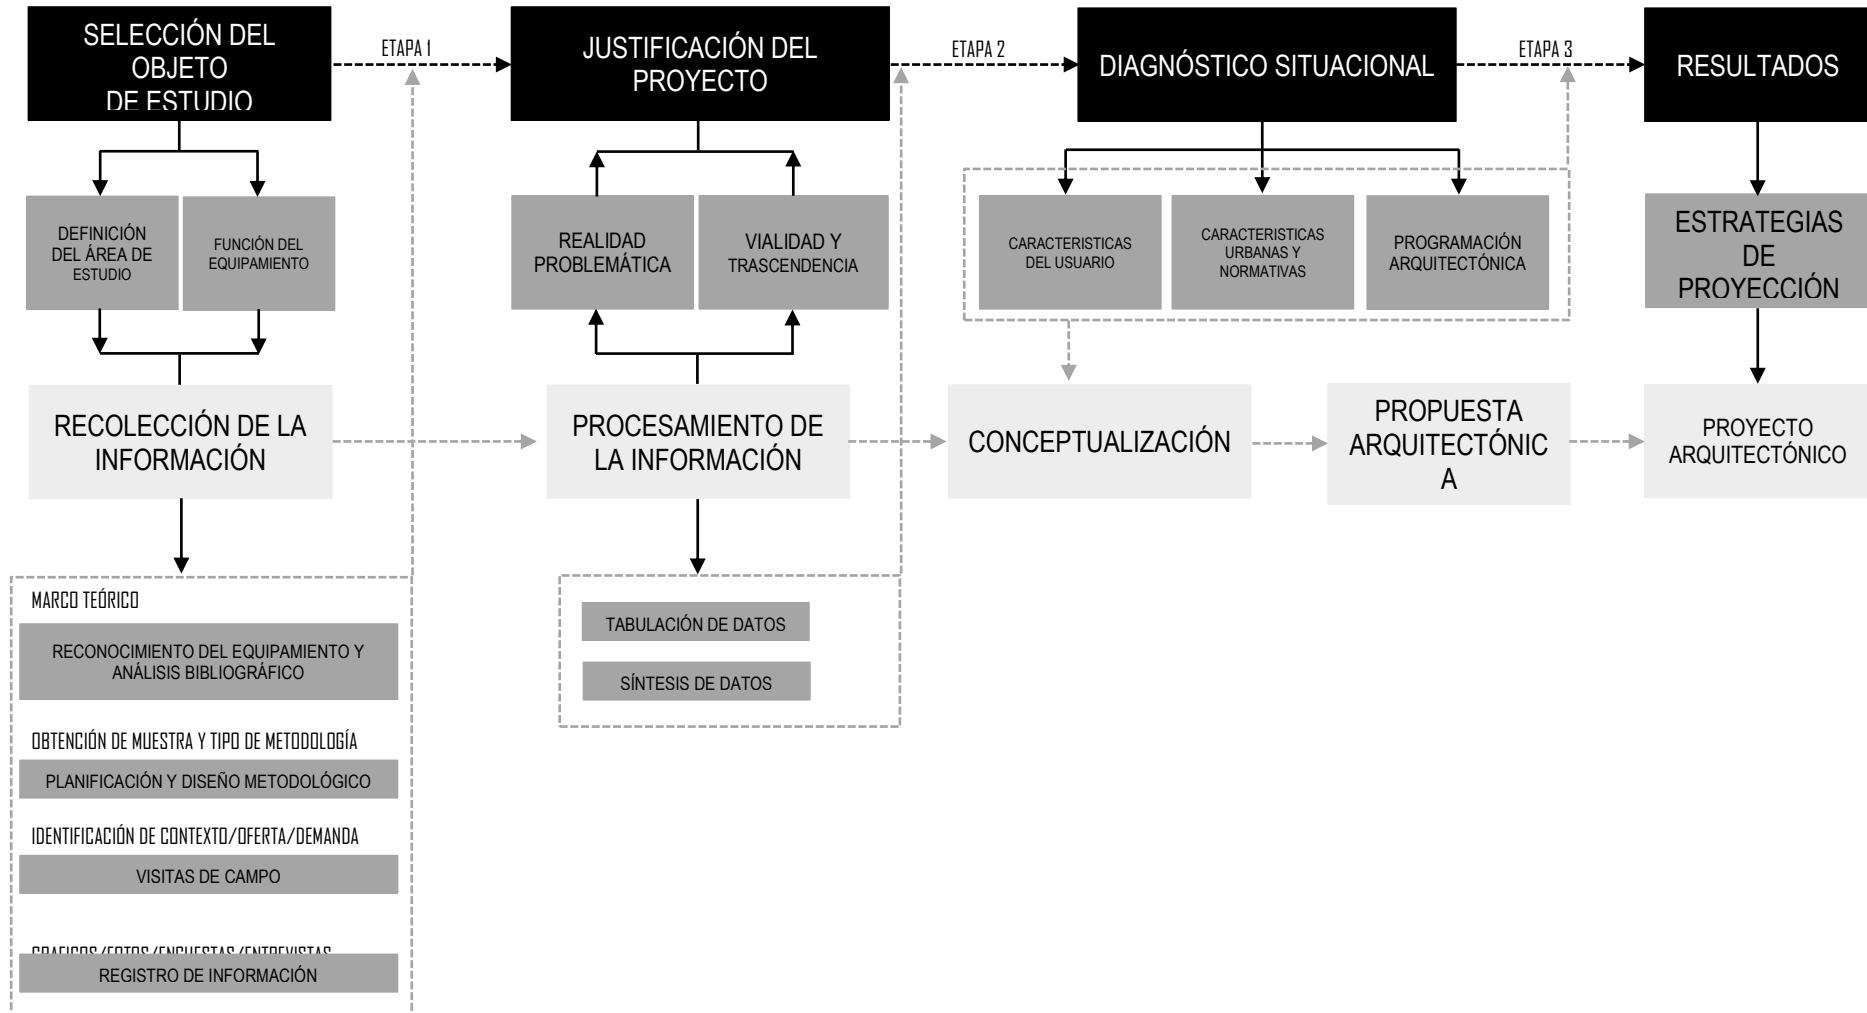 SELECCIÓN DEL
OBJETO
DE ESTUDIO
ETAPA 1
JUSTIFICACIÓN DEL
PROYECTO
ETAPA 2
DIAGNÓSTICO SITUACIONAL
ETAPA 3
RESULTADOS
DEFINICIÓN
DEL ÁREA DE
ESTUDIO
FUNCIÓN DEL
EQUIPAMIENTO
REALIDAD
PROBLEMÁTICA
VIALIDAD Y
TRASCENDENCIA
CARACTERISTICAS
DEL USUARIO
CARACTERISTICAS
URBANAS Y
NORMATIVAS
PROGRAMACIÓN
ARQUITECTÓNICA
ESTRATEGIAS
DE
PROYECCIÓN
RECOLECCIÓN DE LA
INFORMACIÓN
PROCESAMIENTO DE
LA INFORMACIÓN
CONCEPTUALIZACIÓN
PROPUESTA
ARQUITECTÓNIC
A
PROYECTO
ARQUITECTÓNICO
MARCO TEÓRICO
RECONOCIMIENTO DEL EQUIPAMIENTO Y
ANÁLISIS BIBLIOGRÁFICO
OBTENCIÓN DE MUESTRA Y TIPO DE METODOLOGÍA
PLANIFICACIÓN Y DISEÑO METODOLÓGICO
IDENTIFICACIÓN DE CONTEXTO/OFERTA/DEMANDA
VISITAS DE CAMPO
GRAFICOS/FOTOS/ENCUESTAS/ENTREVISTAS
REGISTRO DE INFORMACIÓN
TABULACIÓN DE DATOS
SÍNTESIS DE DATOS